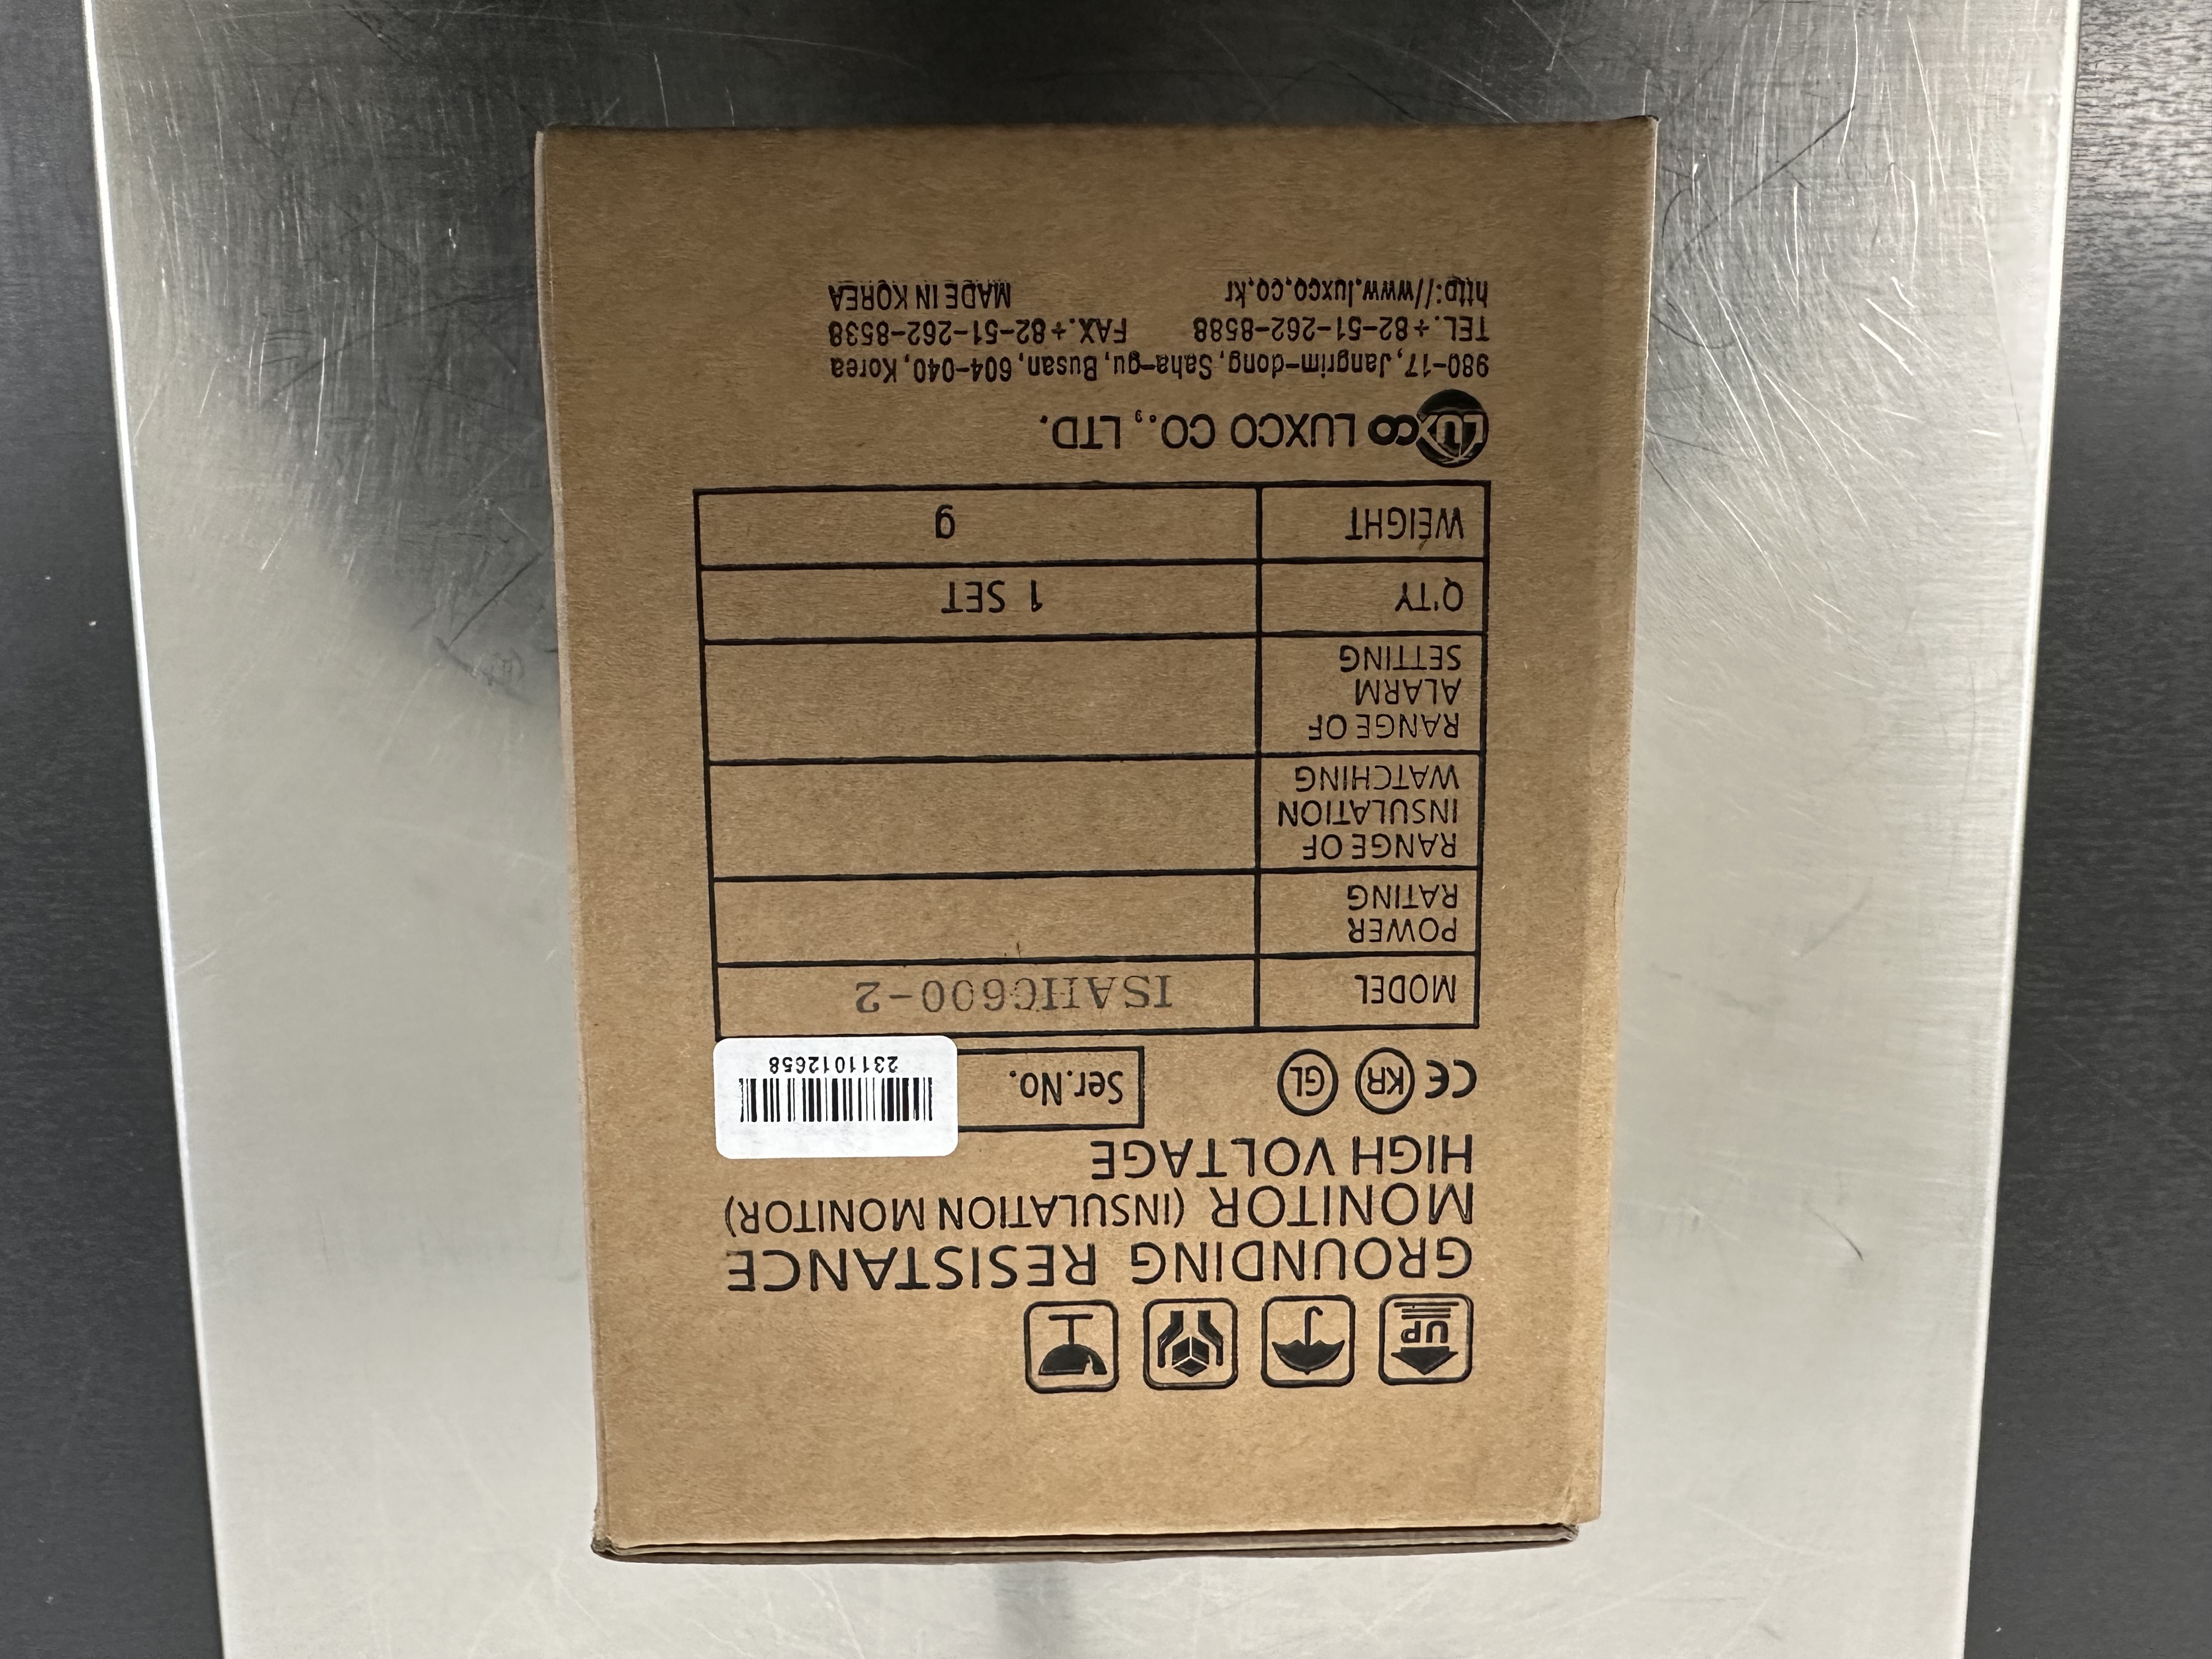 UP
GROUNDING RESISTANCE
MONITOR (INSULATION MONITOR)
HIGH VOLTAGE
CE KR GL
Ser.No.
2311012658
MODEL ISAHC600-2
POWER
RATING
RANGE OF
INSULATION
WATCHING
RANGE OF
ALARM
SETTING
Q'TY 1 SET
WEIGHT g
LUXCO LUXCO CO., LTD.
980-17, Jangrim-dong, Saha-gu, Busan, 604-040, Korea
TEL.+82-51-262-8588 FAX.+82-51-262-8538
http://www.luxco.co.kr MADE IN KOREA